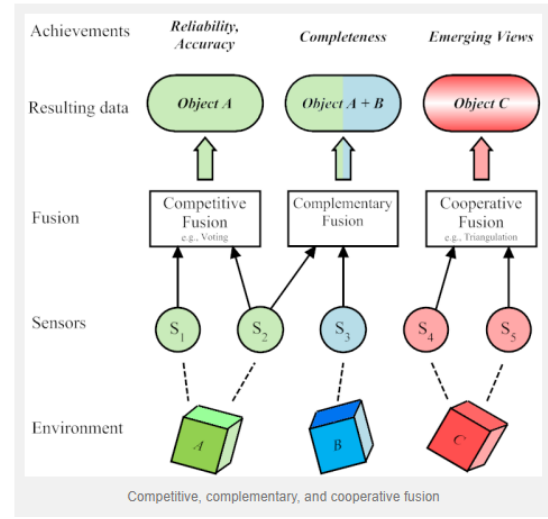 Achievements
Reliability,
Accuracy
Completeness
Emerging Views
Resulting data
Object A
Object A + B
Object C
Fusion
Competitive
Fusion
e.g., Voting
Complementary
Fusion
Cooperative
Fusion
e.g., Triangulation
Sensors
S1
S2
S3
S4
S5
Environment
A
B
C
Competitive, complementary, and cooperative fusion